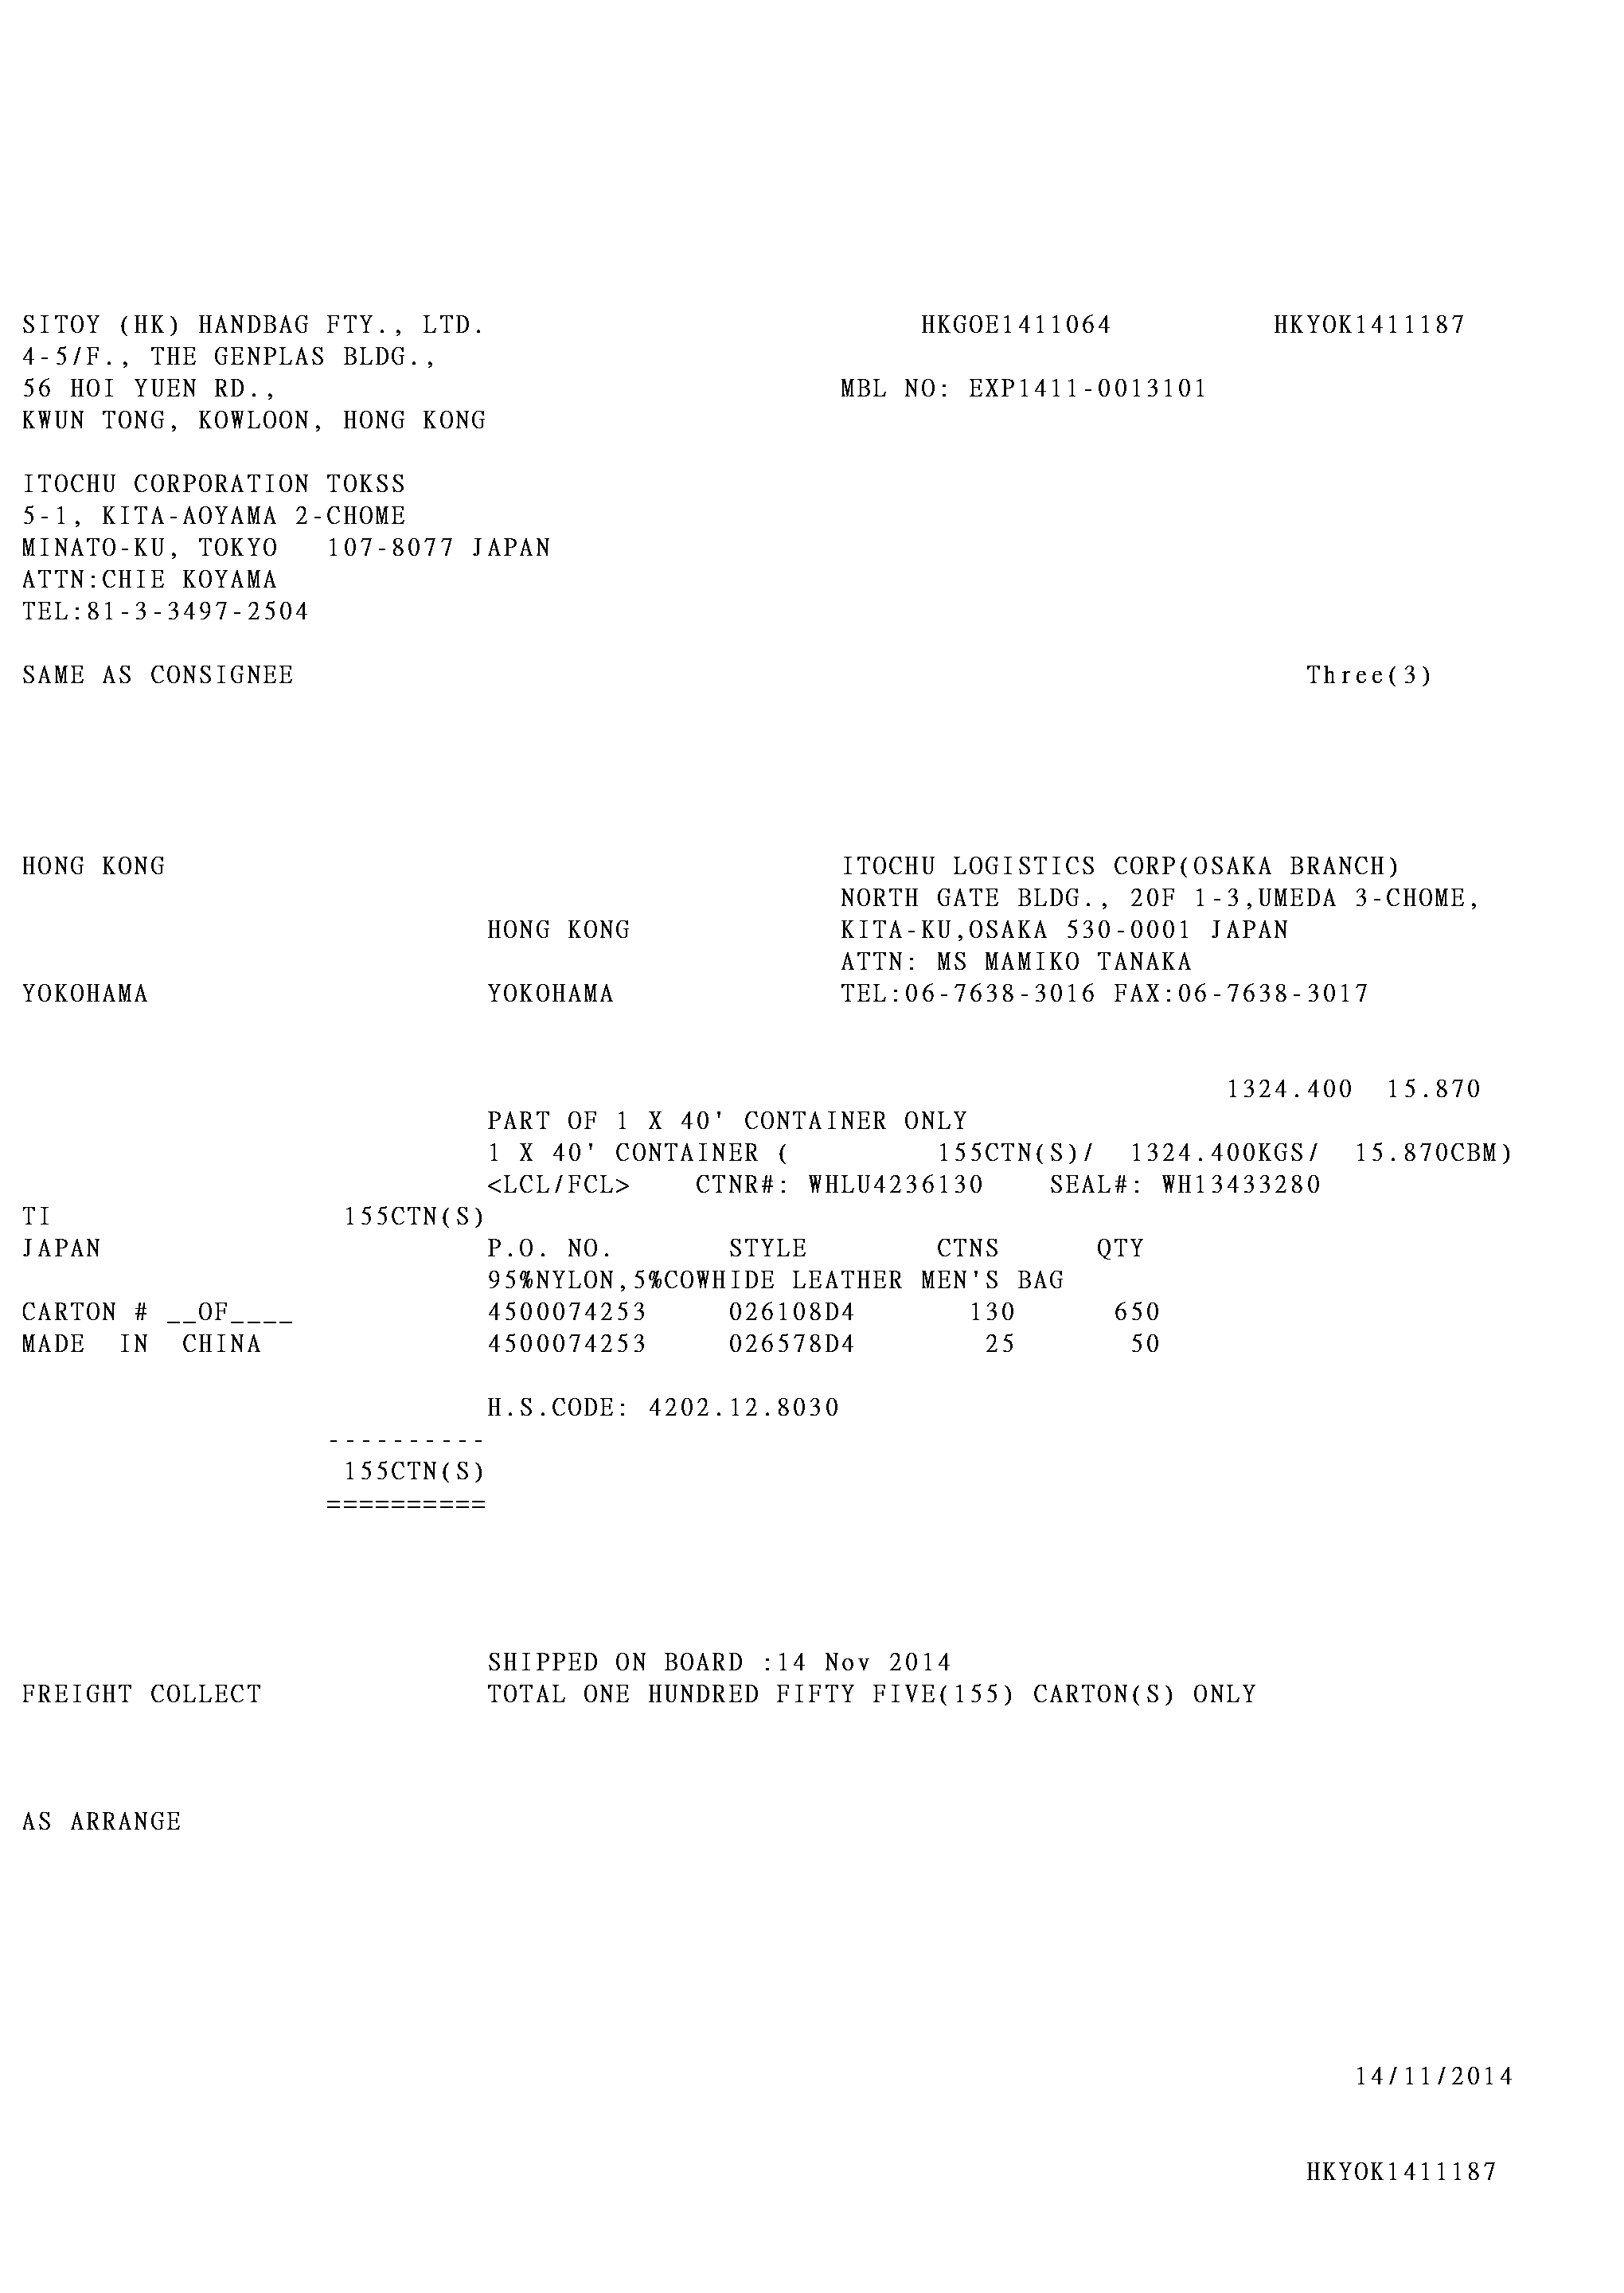 SITOY (HK) HANDBAG FTY., LTD. HKGOE1411064 HKYOK1411187
4-5/F., THE GENPLAS BLDG.,
56 HOI YUEN RD., MBL NO: EXP1411-0013101
KWUN TONG, KOWLOON, HONG KONG
ITOCHU CORPORATION TOKSS
5-1, KITA-AOYAMA 2-CHOME
MINATO-KU, TOKYO 107-8077 JAPAN
ATTN:CHIE KOYAMA
TEL:81-3-3497-2504
SAME AS CONSIGNEE Three(3)
HONG KONG ITOCHU LOGISTICS CORP(OSAKA BRANCH)
NORTH GATE BLDG., 20F 1-3,UMEDA 3-CHOME,
HONG KONG KITA-KU,OSAKA 530-0001 JAPAN
ATTN: MS MAMIKO TANAKA
YOKOHAMA YOKOHAMA TEL:06-7638-3016 FAX:06-7638-3017
1324.400 15.870
PART OF 1 X 40' CONTAINER ONLY
1 X 40' CONTAINER ( 155CTN(S)/ 1324.400KGS/ 15.870CBM)
<LCL/FCL> CTNR#: WHLU4236130 SEAL#: WH13433280
TI 155CTN(S)
JAPAN P.O. NO. STYLE CTNS QTY
95%NYLON,5%COWHIDE LEATHER MEN'S BAG
CARTON # __OF____ 4500074253 026108D4 130 650
MADE IN CHINA 4500074253 026578D4 25 50
H.S.CODE: 4202.12.8030
----------
155CTN(S)
==========
SHIPPED ON BOARD :14 Nov 2014
FREIGHT COLLECT TOTAL ONE HUNDRED FIFTY FIVE(155) CARTON(S) ONLY
AS ARRANGE
14/11/2014
HKYOK1411187